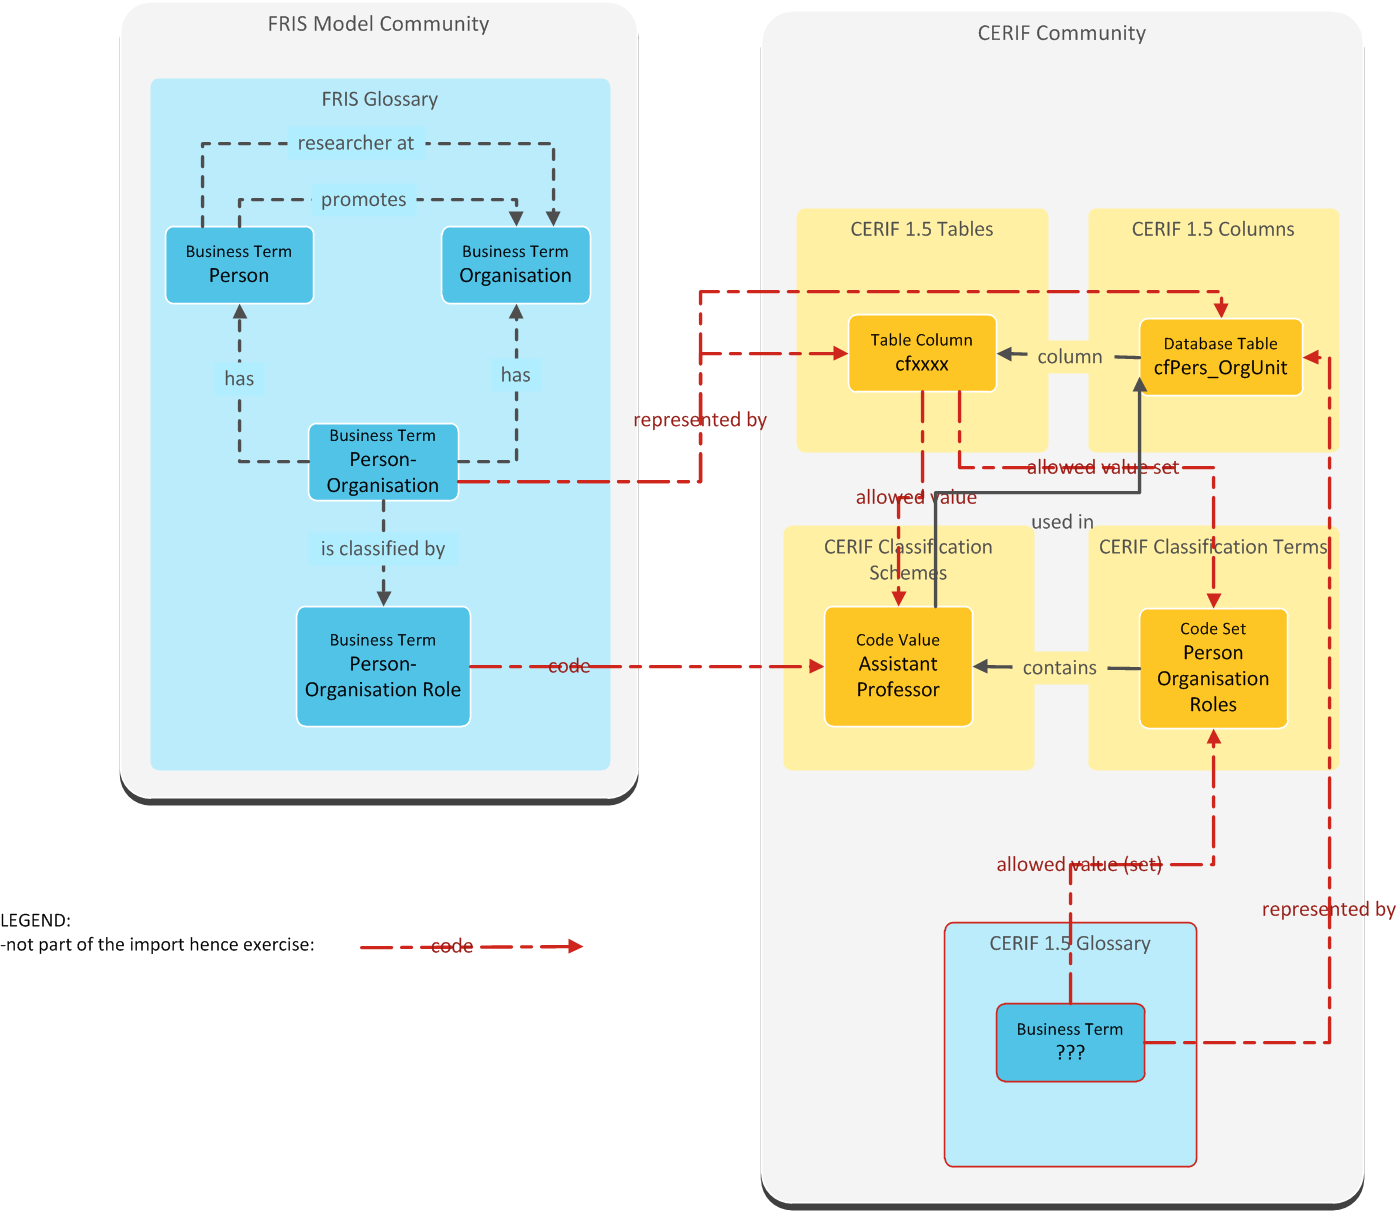 FRIS Model Community
FRIS Glossary
researcher at
promotes
Business Term
Person
Business Term
Organisation
has
has
Business Term
Person-
Organisation
is classified by
Business Term
Person-
Organisation Role
code
represented by
CERIF Community
CERIF 1.5 Tables
CERIF 1.5 Columns
Table Column
cfxxxx
column
Database Table
cfPers_OrgUnit
allowed value set
allowed value
used in
CERIF Classification
Schemes
CERIF Classification Terms
Code Value
Assistant
Professor
contains
Code Set
Person
Organisation
Roles
allowed value (set)
represented by
CERIF 1.5 Glossary
Business Term
???
LEGEND:
-not part of the import hence exercise:
code